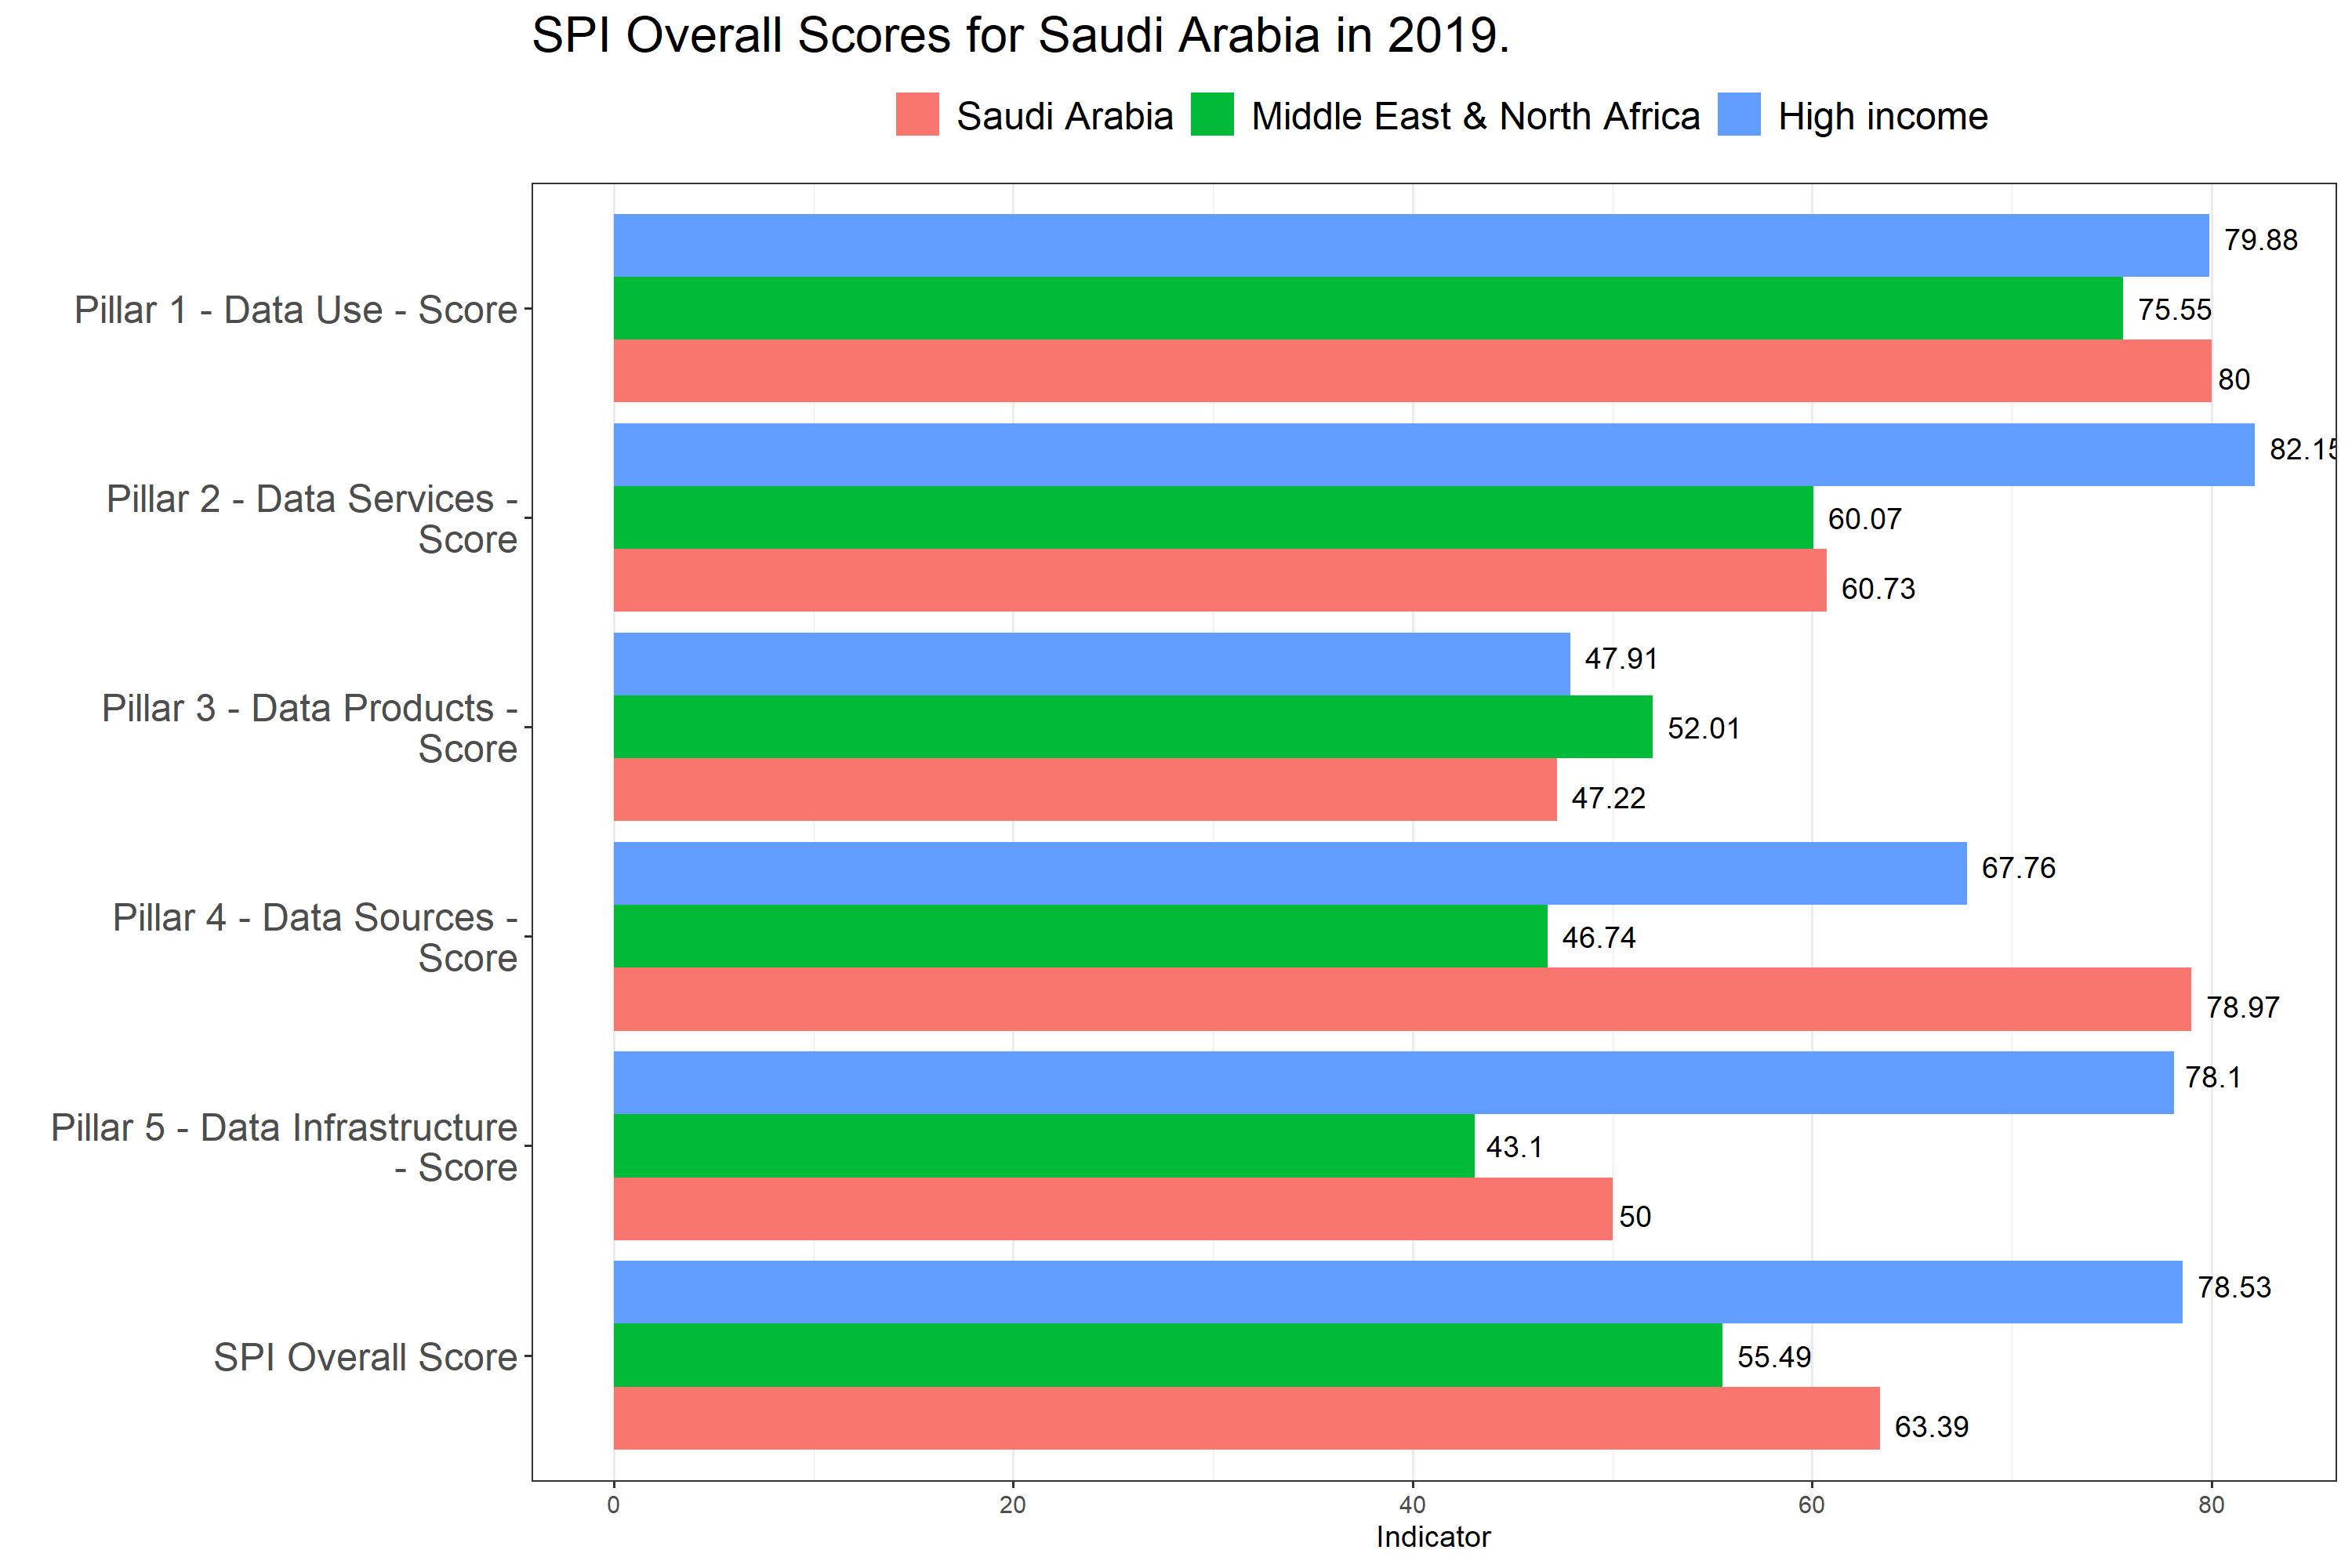 SPI Overall Scores for Saudi Arabia in 2019.
Saudi Arabia Middle East & North Africa High income
Pillar 1 - Data Use - Score
79.88
75.55
80
Pillar 2 - Data Services -
Score
82.15
60.07
60.73
Pillar 3 - Data Products -
Score
47.91
52.01
47.22
Pillar 4 - Data Sources -
Score
67.76
46.74
78.97
Pillar 5 - Data Infrastructure
- Score
78.1
43.1
50
SPI Overall Score
78.53
55.49
63.39
0 20 40 60 80
Indicator